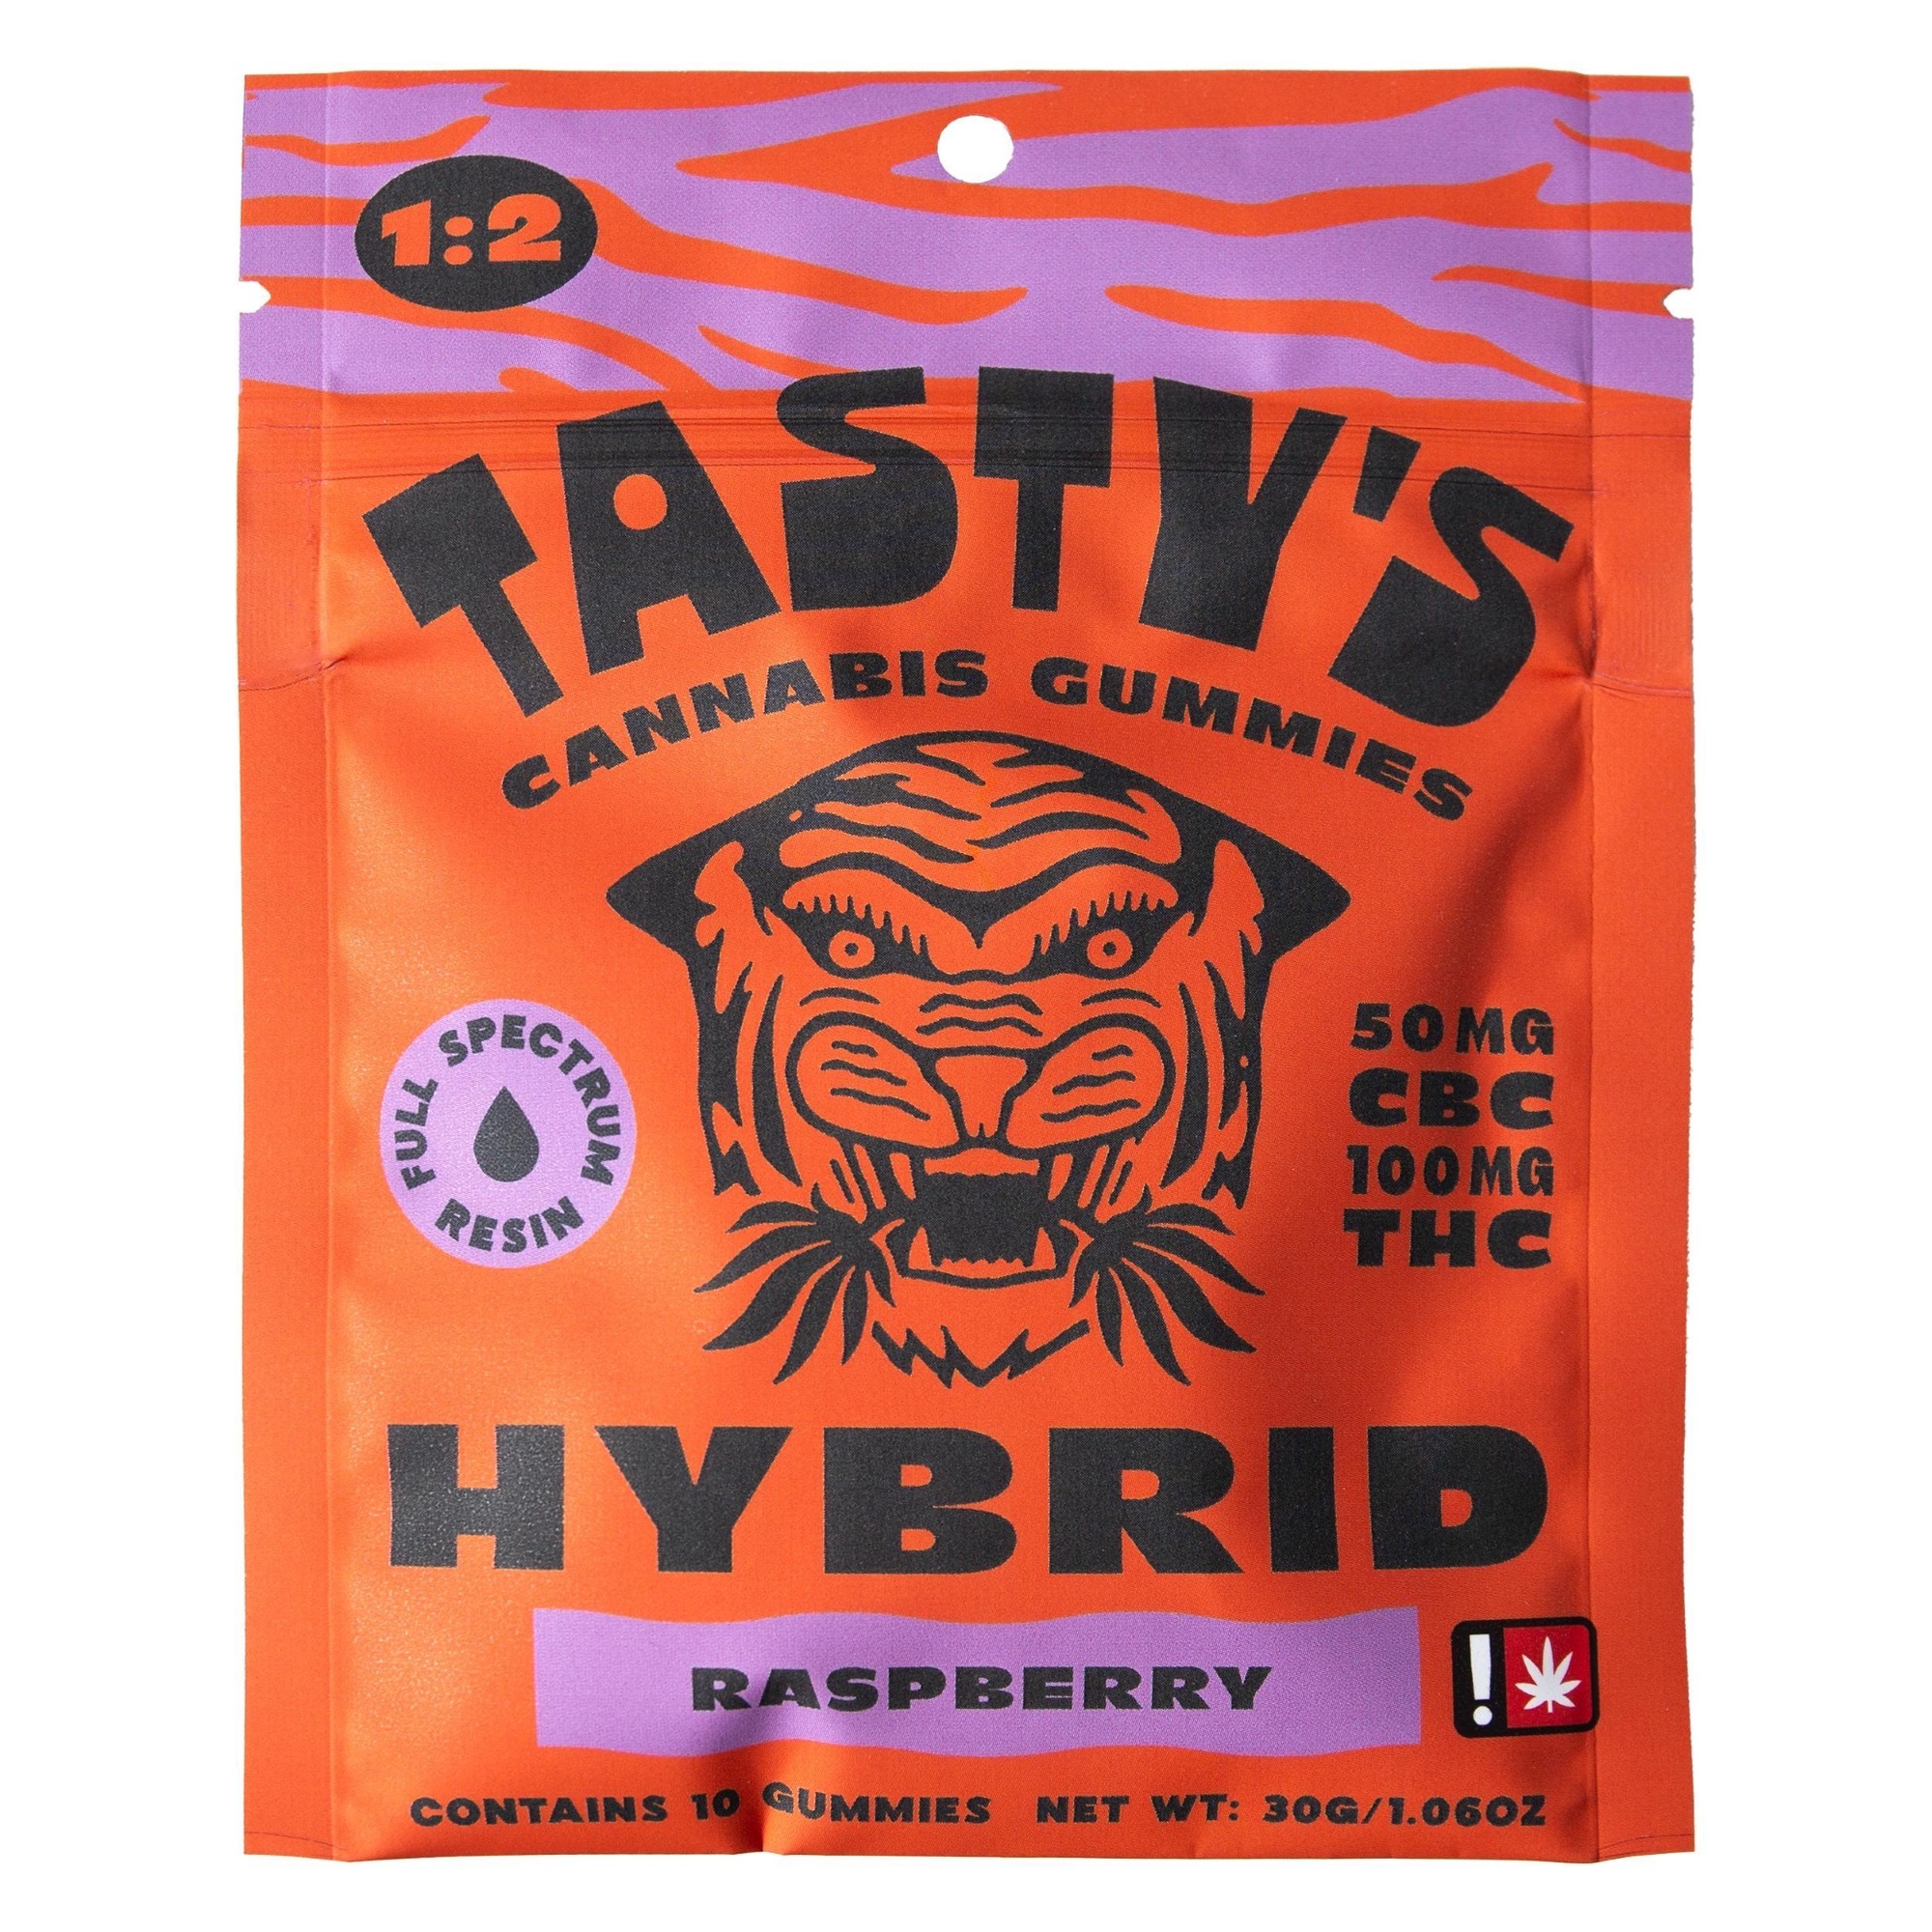 1:2
TASTY'S
CANNABIS GUMMIES
FULL SPECTRUM
RESIN
50MG
CBC
100MG
THC
HYBRID
RASPBERRY
!
CONTAINS 10 GUMMIES NET WT: 30G/1.06OZ